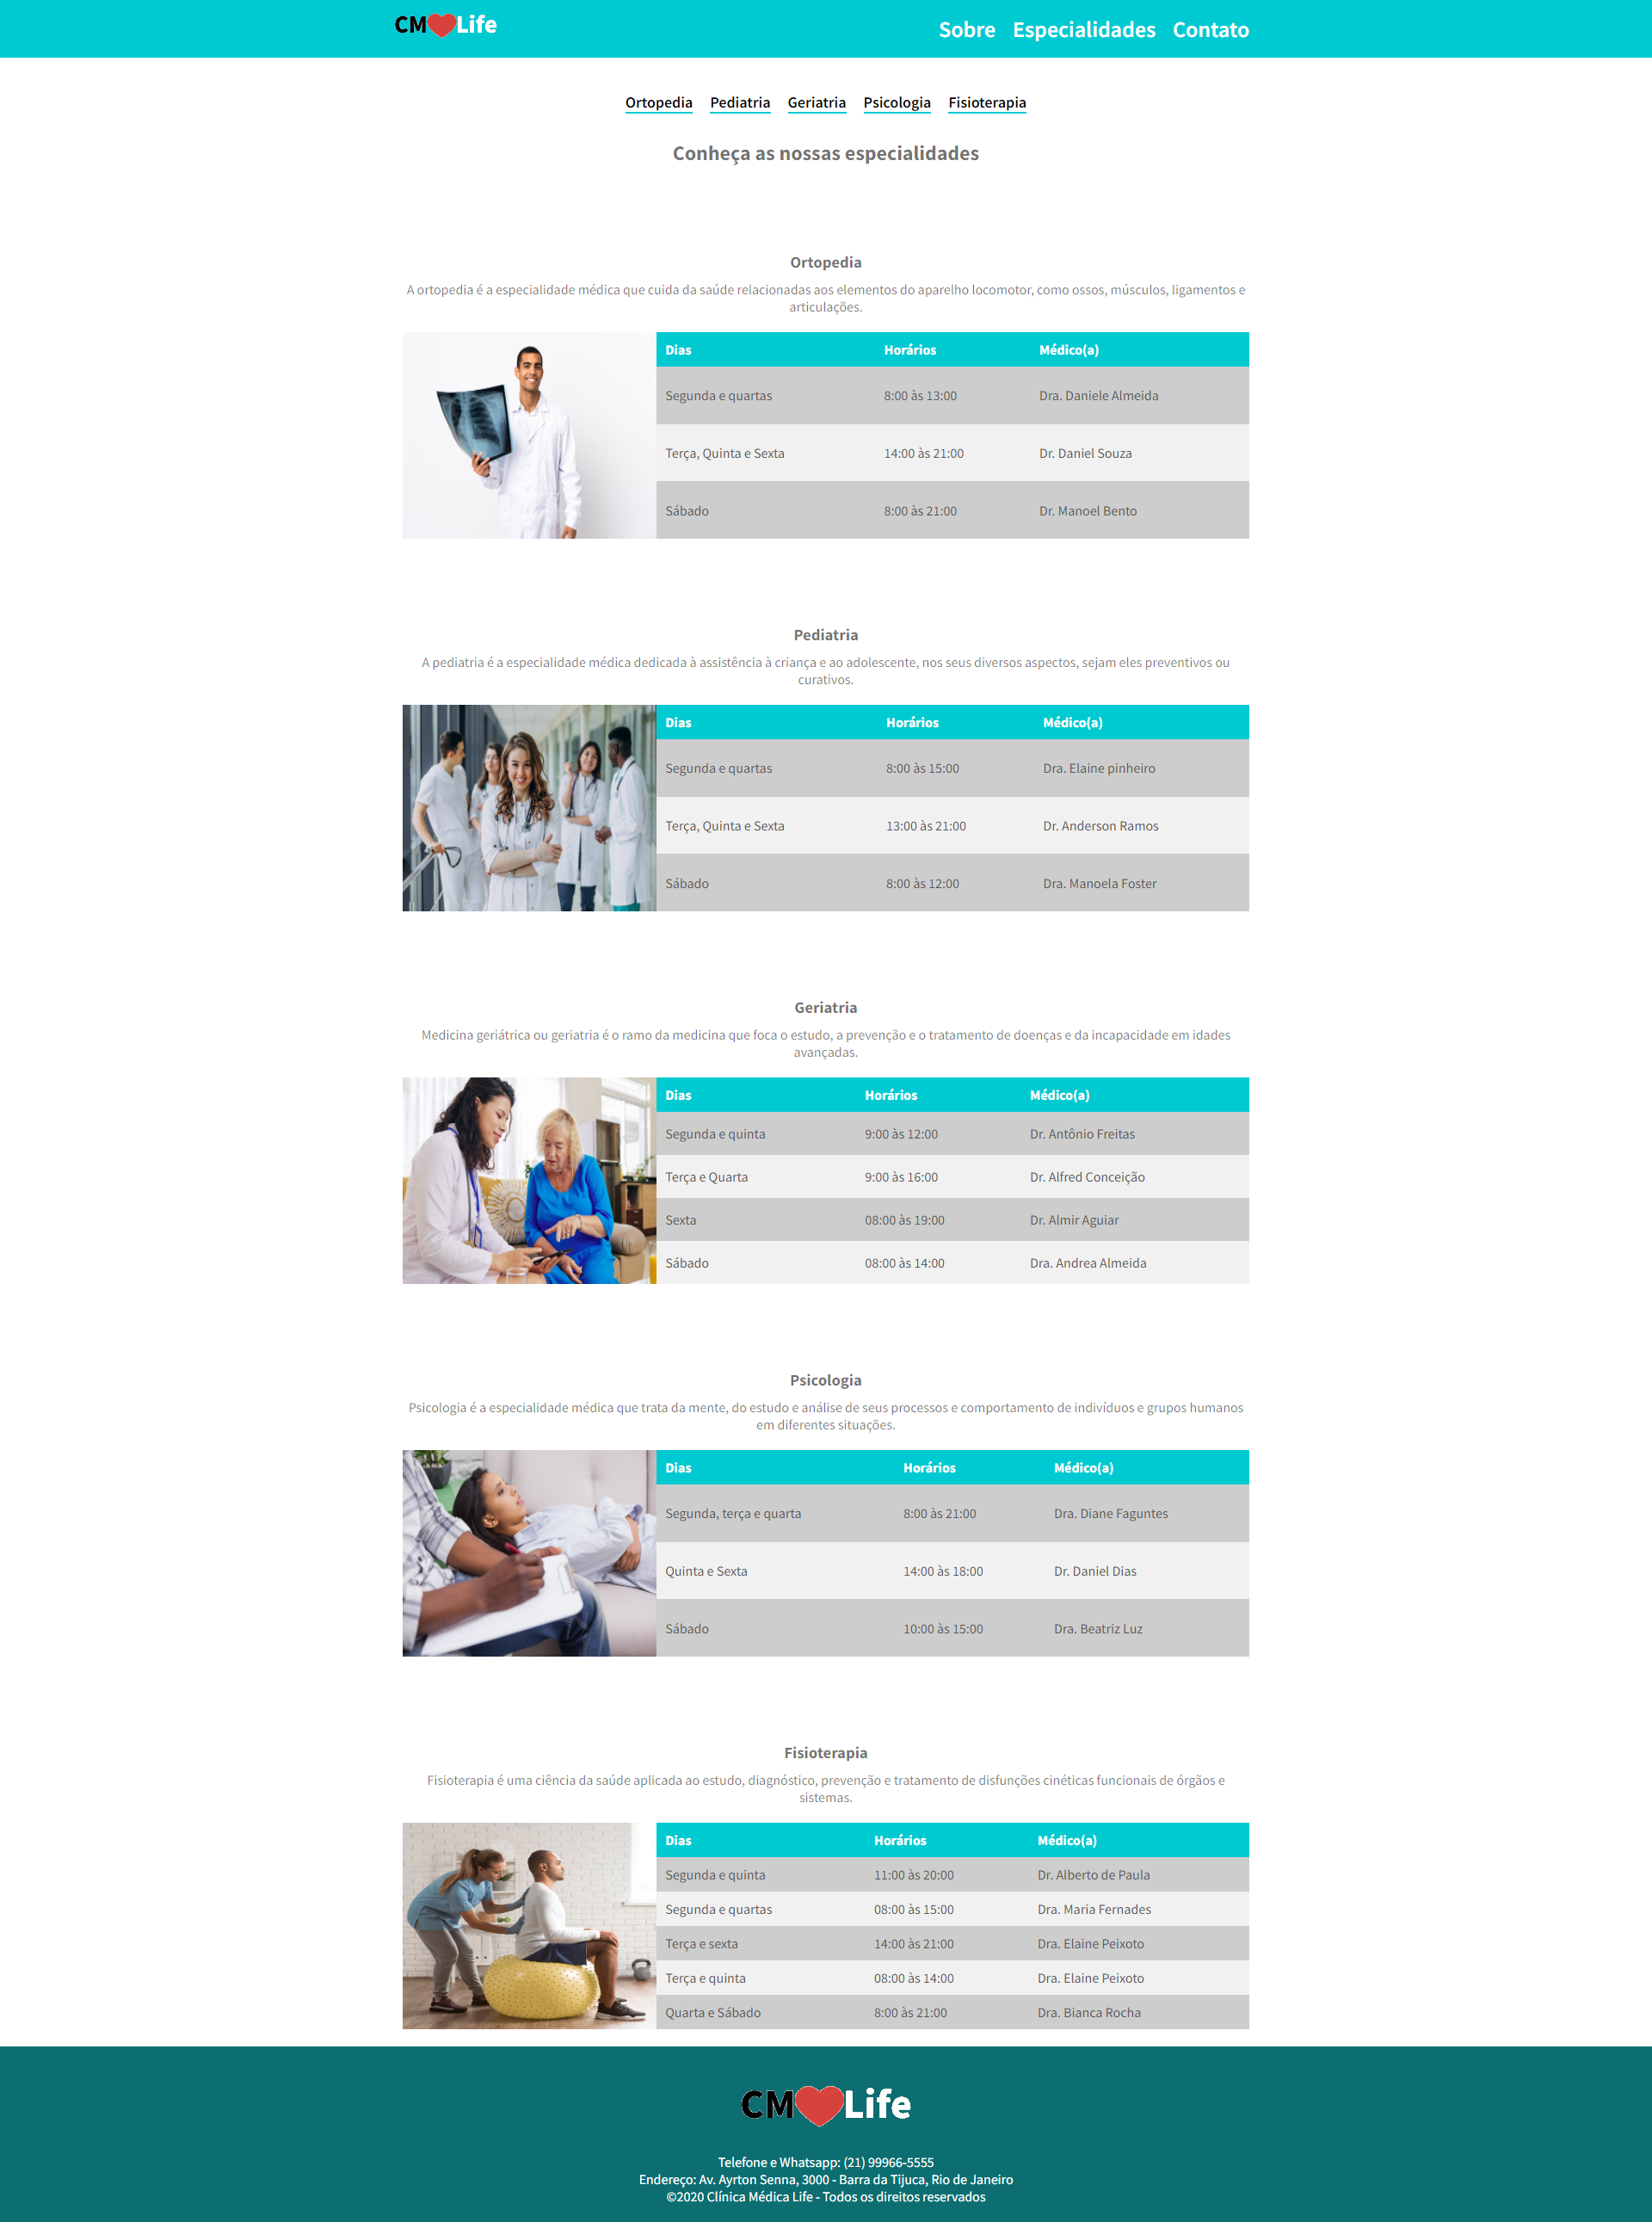 CM Life
Sobre Especialidades Contato
Ortopedia Pediatria Geriatria Psicologia Fisioterapia
Conheça as nossas especialidades
Ortopedia
A ortopedia é a especialidade médica que cuida da saúde relacionadas aos elementos do aparelho locomotor, como ossos, músculos, ligamentos e
articulações.
Dias Horários Médico(a)
Segunda e quartas 8:00 às 13:00 Dra. Daniele Almeida
Terça, Quinta e Sexta 14:00 às 21:00 Dr. Daniel Souza
Sábado 8:00 às 21:00 Dr. Manoel Bento
Pediatria
A pediatria é a especialidade médica dedicada à assistência à criança e ao adolescente, nos seus diversos aspectos, sejam eles preventivos ou
curativos.
Dias Horários Médico(a)
Segunda e quartas 8:00 às 15:00 Dra. Elaine pinheiro
Terça, Quinta e Sexta 13:00 às 21:00 Dr. Anderson Ramos
Sábado 8:00 às 12:00 Dra. Manoela Foster
Geriatria
Medicina geriátrica ou geriatria é o ramo da medicina que foca o estudo, a prevenção e o tratamento de doenças e da incapacidade em idades
avançadas.
Dias Horários Médico(a)
Segunda e quinta 9:00 às 12:00 Dr. Antônio Freitas
Terça e Quarta 9:00 às 16:00 Dr. Alfred Conceição
Sexta 08:00 às 19:00 Dr. Almir Aguiar
Sábado 08:00 às 14:00 Dra. Andrea Almeida
Psicologia
Psicologia é a especialidade médica que trata da mente, do estudo e análise de seus processos e comportamento de indivíduos e grupos humanos
em diferentes situações.
Dias Horários Médico(a)
Segunda, terça e quarta 8:00 às 21:00 Dra. Diane Faguntes
Quinta e Sexta 14:00 às 18:00 Dr. Daniel Dias
Sábado 10:00 às 15:00 Dra. Beatriz Luz
Fisioterapia
Fisioterapia é uma ciência da saúde aplicada ao estudo, diagnóstico, prevenção e tratamento de disfunções cinéticas funcionais de órgãos e
sistemas.
Dias Horários Médico(a)
Segunda e quinta 11:00 às 20:00 Dr. Alberto de Paula
Segunda e quartas 08:00 às 15:00 Dra. Maria Fernades
Terça e sexta 14:00 às 21:00 Dra. Elaine Peixoto
Terça e quinta 08:00 às 14:00 Dra. Elaine Peixoto
Quarta e Sábado 8:00 às 21:00 Dra. Bianca Rocha
CM Life
Telefone e Whatsapp: (21) 99966-5555
Endereço: Av. Ayrton Senna, 3000 - Barra da Tijuca, Rio de Janeiro
©2020 Clínica Médica Life - Todos os direitos reservados